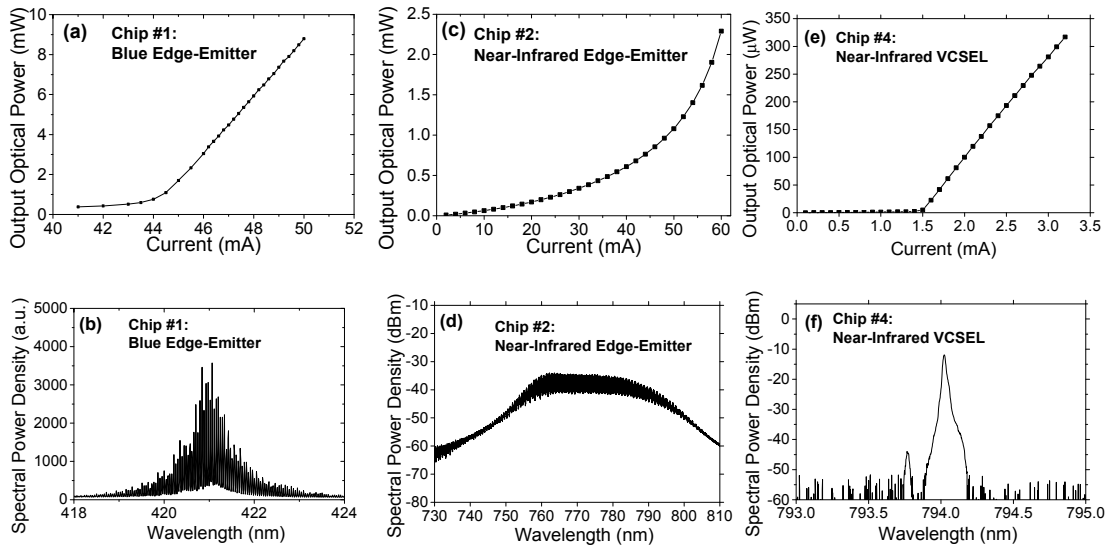 (a)
Chip #1:
Blue Edge-Emitter
Output Optical Power (mW)
10
8
6
4
2
0
40 42 44 46 48 50 52
Current (mA)
(c)
Chip #2:
Near-Infrared Edge-Emitter
Output Optical Power (mW)
2.5
2.0
1.5
1.0
0.5
0.0
0 10 20 30 40 50 60
Current (mA)
(e)
Chip #4:
Near-Infrared VCSEL
Output Optical Power (μW)
350
300
250
200
150
100
50
0
0.0 0.5 1.0 1.5 2.0 2.5 3.0 3.5
Current (mA)
(b)
Chip #1:
Blue Edge-Emitter
Spectral Power Density (a.u.)
5000
4000
3000
2000
1000
0
418 420 422 424
Wavelength (nm)
(d)
Chip #2:
Near-Infrared Edge-Emitter
Spectral Power Density (dBm)
-10
-20
-30
-40
-50
-60
-70
-80
730 740 750 760 770 780 790 800 810
Wavelength (nm)
(f)
Chip #4:
Near-Infrared VCSEL
Spectral Power Density (dBm)
0
-10
-20
-30
-40
-50
-60
793.0 793.5 794.0 794.5 795.0
Wavelength (nm)